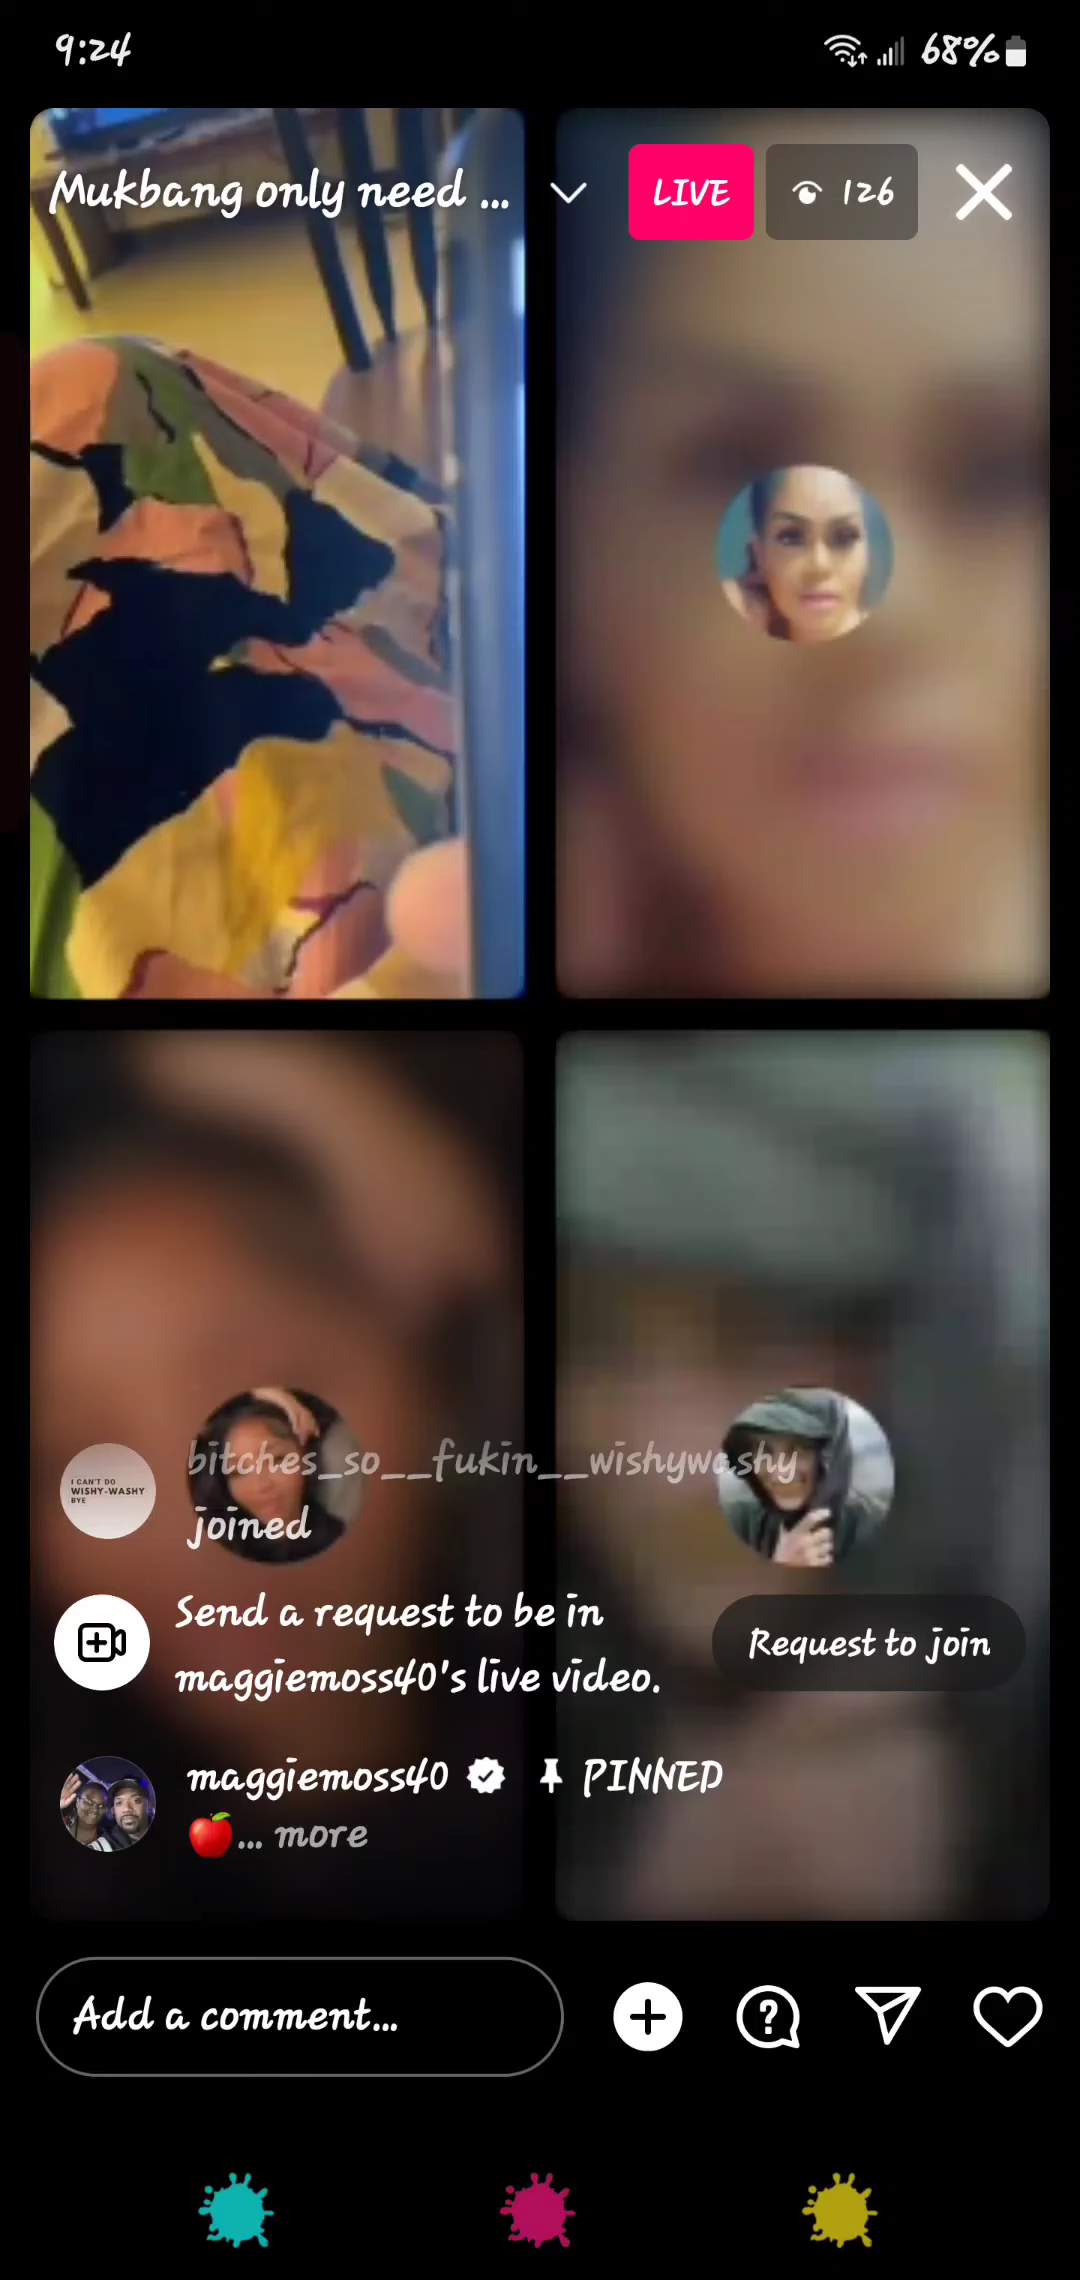 9:24
68%
Mukbang only need ...
LIVE
126
I CAN'T DO
WISHY-WASHY
BYE
bitches_so__fukin__wishywashy
joined
Send a request to be in
maggiemoss40's live video.
Request to join
maggiemoss40 PINNED
🍎... more
Add a comment...